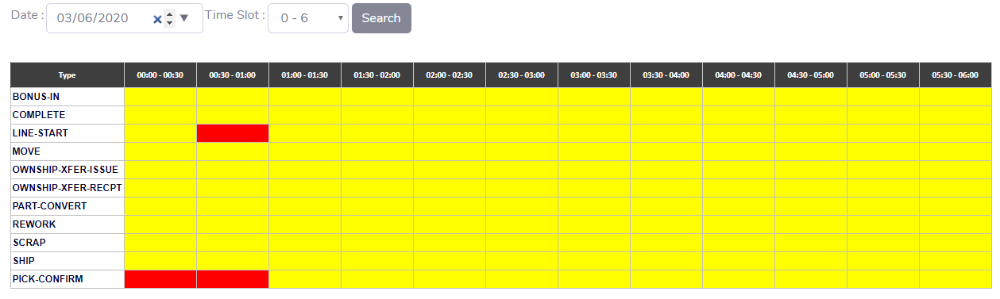 Date : 03/06/2020 Time Slot : 0 - 6 Search
Type 00:00 - 00:30 00:30 - 01:00 01:00 - 01:30 01:30 - 02:00 02:00 - 02:30 02:30 - 03:00 03:00 - 03:30 03:30 - 04:00 04:00 - 04:30 04:30 - 05:00 05:00 - 05:30 05:30 - 06:00
BONUS-IN
COMPLETE
LINE-START
MOVE
OWNSHIP-XFER-ISSUE
OWNSHIP-XFER-RECPT
PART-CONVERT
REWORK
SCRAP
SHIP
PICK-CONFIRM